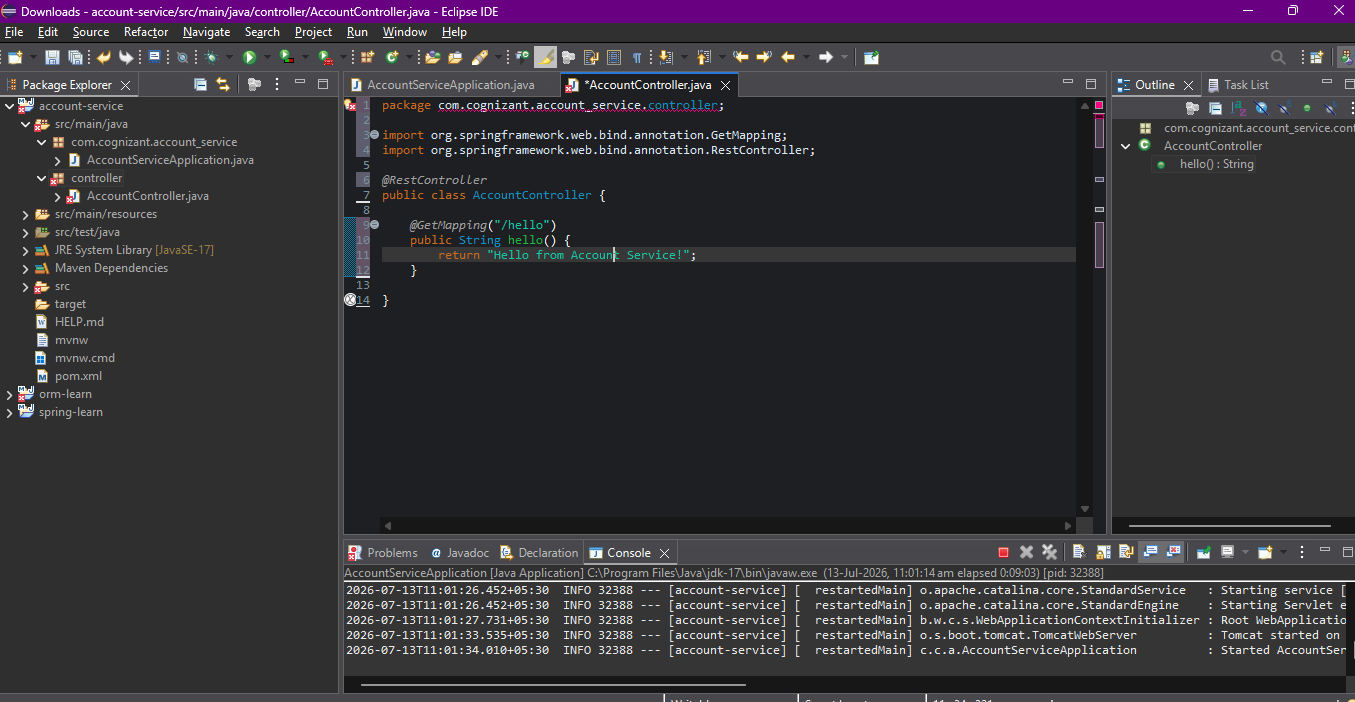 Downloads - account-service/src/main/java/controller/AccountController.java - Eclipse IDE
File Edit Source Refactor Navigate Search Project Run Window Help
Package Explorer
account-service
src/main/java
com.cognizant.account_service
AccountServiceApplication.java
controller
AccountController.java
src/main/resources
src/test/java
JRE System Library [JavaSE-17]
Maven Dependencies
src
target
HELP.md
mvnw
mvnw.cmd
pom.xml
orm-learn
spring-learn
AccountServiceApplication.java
*AccountController.java
1 package com.cognizant.account_service.controller;
2
3 import org.springframework.web.bind.annotation.GetMapping;
4 import org.springframework.web.bind.annotation.RestController;
5
6 @RestController
7 public class AccountController {
8
9 @GetMapping("/hello")
10 public String hello() {
11 return "Hello from Account Service!";
12 }
13
14 }
Outline Task List
com.cognizant.account_service.cont
AccountController
hello() : String
Problems Javadoc Declaration Console
AccountServiceApplication [Java Application] C:\Program Files\Java\jdk-17\bin\javaw.exe (13-Jul-2026, 11:01:14 am elapsed 0:09:03) [pid: 32388]
2026-07-13T11:01:26.452+05:30 INFO 32388 --- [account-service] [ restartedMain] o.apache.catalina.core.StandardService : Starting service [
2026-07-13T11:01:26.452+05:30 INFO 32388 --- [account-service] [ restartedMain] o.apache.catalina.core.StandardEngine : Starting Servlet e
2026-07-13T11:01:27.731+05:30 INFO 32388 --- [account-service] [ restartedMain] b.w.c.s.WebApplicationContextInitializer : Root WebApplicatio
2026-07-13T11:01:33.535+05:30 INFO 32388 --- [account-service] [ restartedMain] o.s.boot.tomcat.TomcatWebServer : Tomcat started on
2026-07-13T11:01:34.010+05:30 INFO 32388 --- [account-service] [ restartedMain] c.c.a.AccountServiceApplication : Started AccountSer